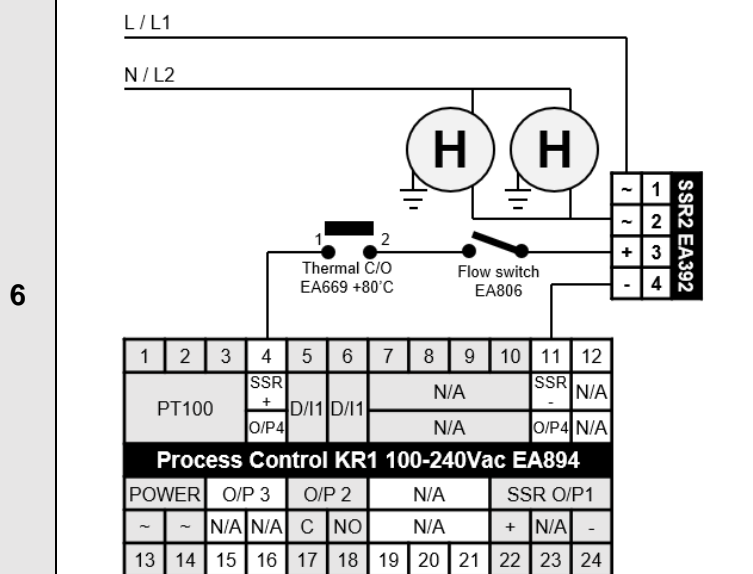 L / L1
N / L2
H H
~ 1
~ 2
+ 3
- 4
SSR2 EA392
1 2
Thermal C/O
EA669 +80'C
Flow switch
EA806
6
1 2 3 4 5 6 7 8 9 10 11 12
PT100 SSR + D/I1 D/I1 N/A SSR - N/A
O/P4 N/A O/P4 N/A
Process Control KR1 100-240Vac EA894
POWER O/P 3 O/P 2 N/A SSR O/P1
~ ~ N/A N/A C NO N/A + N/A -
13 14 15 16 17 18 19 20 21 22 23 24